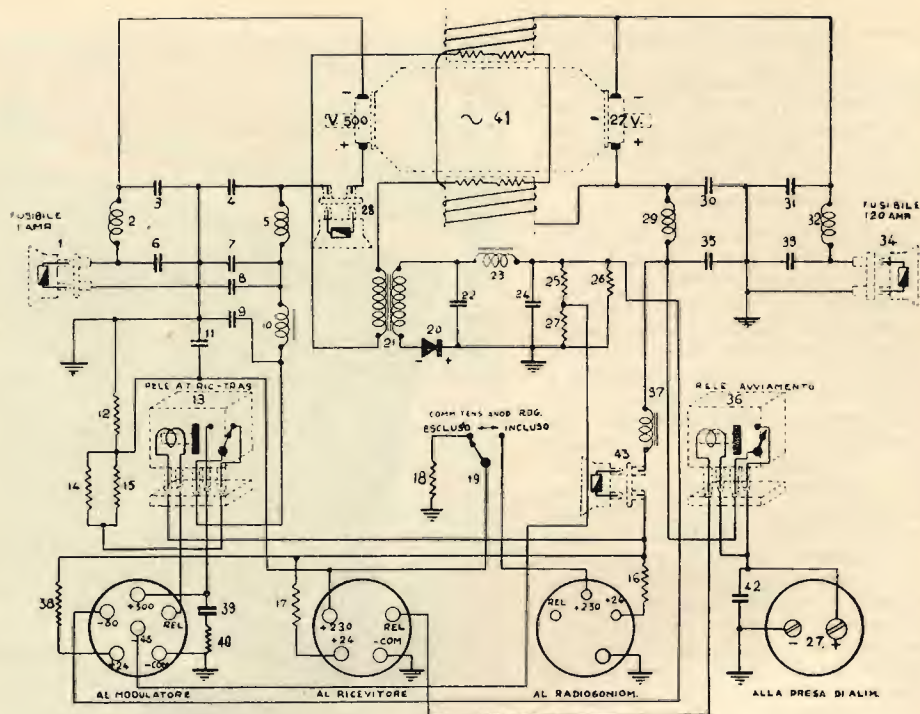 V. 500
- +
~ 41
- 27 V.
- +
3
4
2
5
28
6
7
8
9
10
11
FUSIBILE
1 AMP.
1
29
30
31
32
35
33
34
FUSIBILE
120 AMP.
21
22
23
24
25
26
27
20
- +
12
14
15
RELÈ AT RIC-TRAS
13
COMM. TENS. ANOD. RDG.
ESCLUSO ↔ INCLUSO
18
19
37
43
RELÈ AVVIAMENTO
36
38
+500
-60
-45
REL
+24
-COM
39
40
17
+230
REL
+24
-COM
REL
+230
+24
16
42
- 27 +
AL MODULATORE
AL RICEVITORE
AL RADIOGONIOM.
ALLA PRESA DI ALIM.